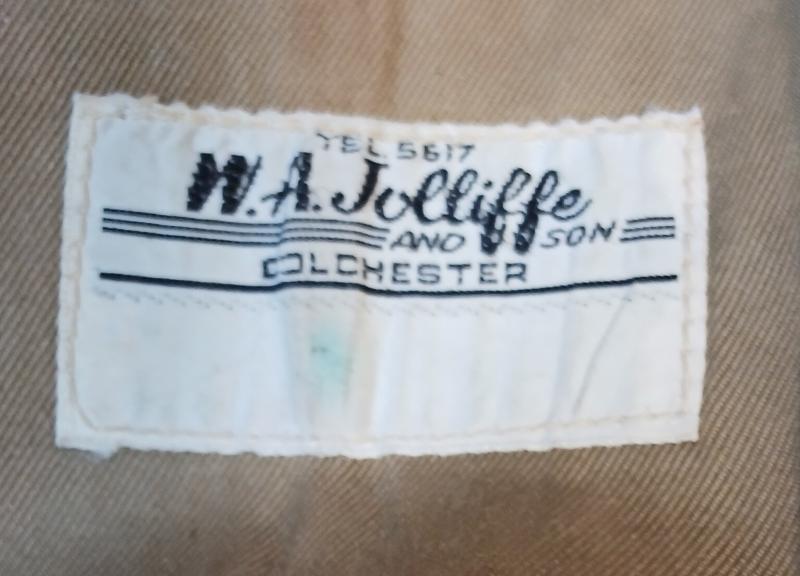 TEL 5617
W.A. Jolliffe
AND SON
COLCHESTER